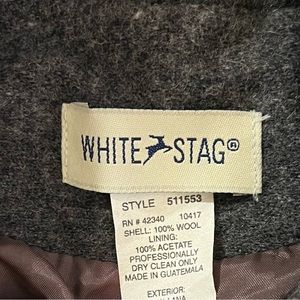 WHITE STAG®
STYLE 511553
RN # 42340 10417
SHELL: 100% WOOL
LINING:
100% ACETATE
PROFESSIONALLY
DRY CLEAN ONLY
MADE IN GUATEMALA
EXTERIOR:
LANA